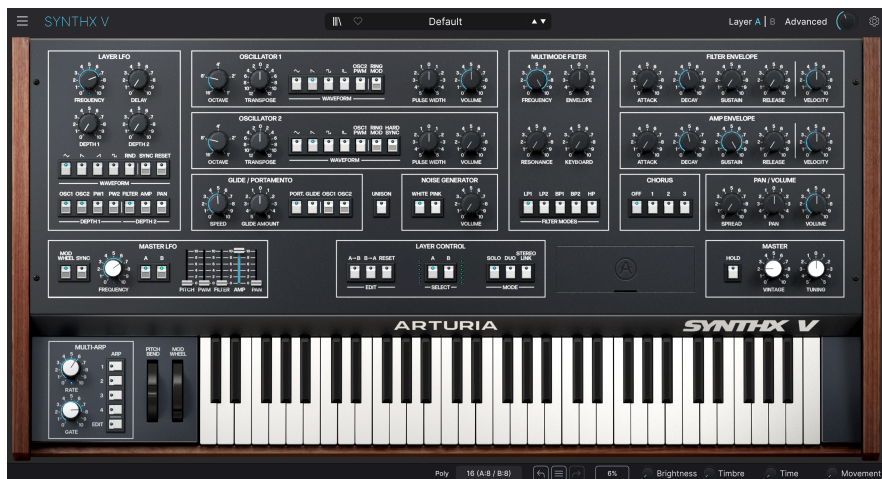 SYNTHX V
Default
Layer A | B Advanced
LAYER LFO
FREQUENCY DELAY
DEPTH 1 DEPTH 2
RND SYNC RESET
WAVEFORM
OSC1 OSC2 PW1 PW2 FILTER AMP PAN
DEPTH 1 DEPTH 2
OSCILLATOR 1
OCTAVE TRANSPOSE
OSC2 PWM RING MOD
WAVEFORM
PULSE WIDTH VOLUME
OSCILLATOR 2
OCTAVE TRANSPOSE
OSC1 PWM RING MOD HARD SYNC
WAVEFORM
PULSE WIDTH VOLUME
MULTIMODE FILTER
FREQUENCY ENVELOPE
RESONANCE KEYBOARD
LP1 LP2 BP1 BP2 HP
FILTER MODES
FILTER ENVELOPE
ATTACK DECAY SUSTAIN RELEASE VELOCITY
AMP ENVELOPE
ATTACK DECAY SUSTAIN RELEASE VELOCITY
GLIDE / PORTAMENTO
SPEED GLIDE AMOUNT
PORT. GLIDE OSC1 OSC2
UNISON
NOISE GENERATOR
WHITE PINK
VOLUME
CHORUS
OFF 1 2 3
PAN / VOLUME
SPREAD PAN VOLUME
MASTER LFO
MOD WHEEL SYNC
FREQUENCY
A B
PITCH PWM FILTER AMP PAN
LAYER CONTROL
A→B B→A RESET
EDIT
A B
SELECT
SOLO DUO STEREO LINK
MODE
MASTER
HOLD
VINTAGE TUNING
ARTURIA
SYNTHX V
MULTI-ARP
ARP
RATE
GATE
1
2
3
4
EDIT
PITCH BEND
MOD WHEEL
Poly 16 (A:8 / B:8) 6% Brightness Timbre Time Movement